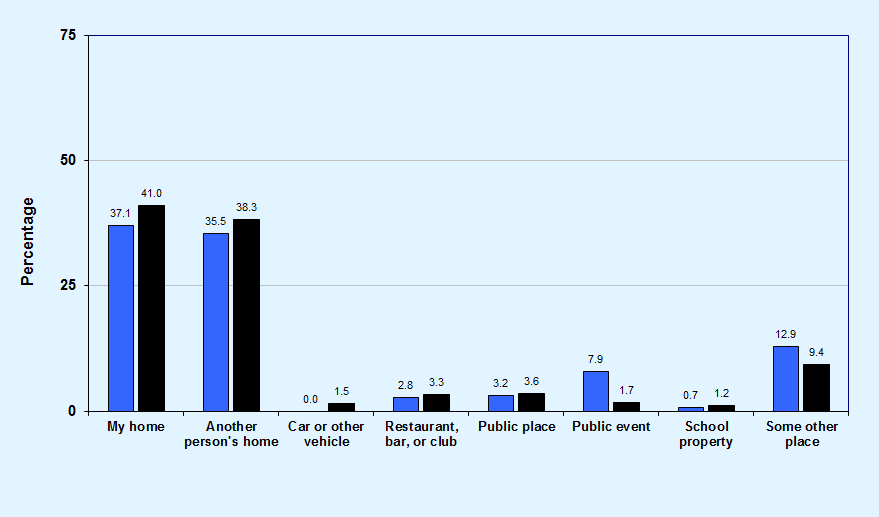 75
50
25
0
Percentage
37.1
41.0
35.5
38.3
0.0
1.5
2.8
3.3
3.2
3.6
7.9
1.7
0.7
1.2
12.9
9.4
My home
Another
person's home
Car or other
vehicle
Restaurant,
bar, or club
Public place
Public event
School
property
Some other
place